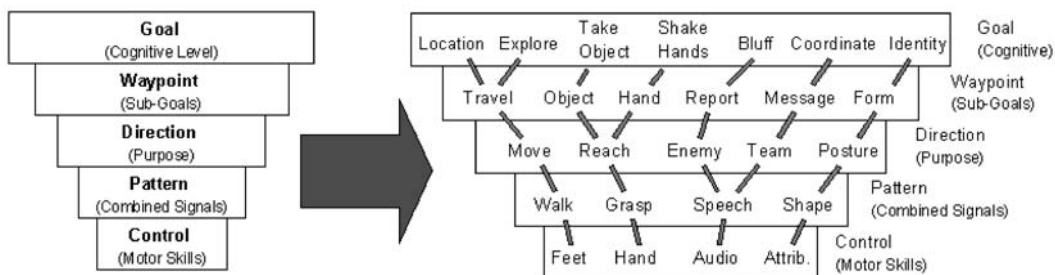 Goal
(Cognitive Level)
Waypoint
(Sub-Goals)
Direction
(Purpose)
Pattern
(Combined Signals)
Control
(Motor Skills)
Location Explore Take Object Shake Hands Bluff Coordinate Identity
Goal
(Cognitive)
Travel Object Hand Report Message Form
Waypoint
(Sub-Goals)
Move Reach Enemy Team Posture
Direction
(Purpose)
Walk Grasp Speech Shape
Pattern
(Combined Signals)
Feet Hand Audio Attrib.
Control
(Motor Skills)